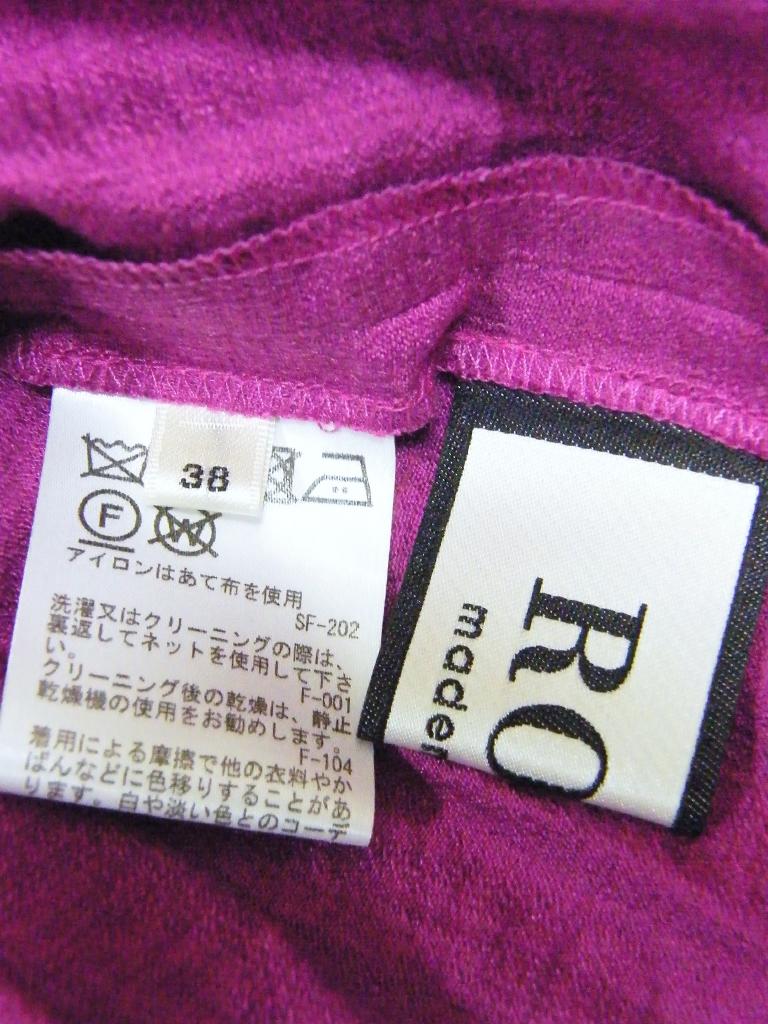 38
F
W
アイロンはあて布を使用
SF-202
洗濯又はクリーニングの際は、
裏返してネットを使用して下さ
い。
F-001
クリーニング後の乾燥は、静止
乾燥機の使用をお勧めします。
F-104
着用による摩擦で他の衣料やか
ばんなどに色移りすることがあ
ります。白や淡い色とのコーデ
RO
mader